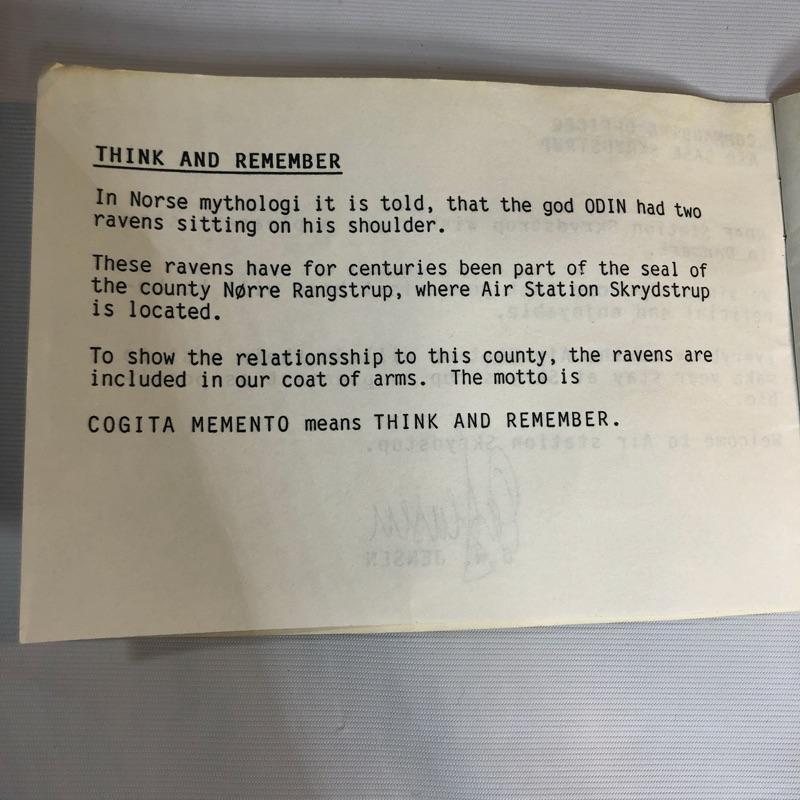 THINK AND REMEMBER
In Norse mythologi it is told, that the god ODIN had two
ravens sitting on his shoulder.
These ravens have for centuries been part of the seal of
the county Nørre Rangstrup, where Air Station Skrydstrup
is located.
To show the relationsship to this county, the ravens are
included in our coat of arms. The motto is
COGITA MEMENTO means THINK AND REMEMBER.